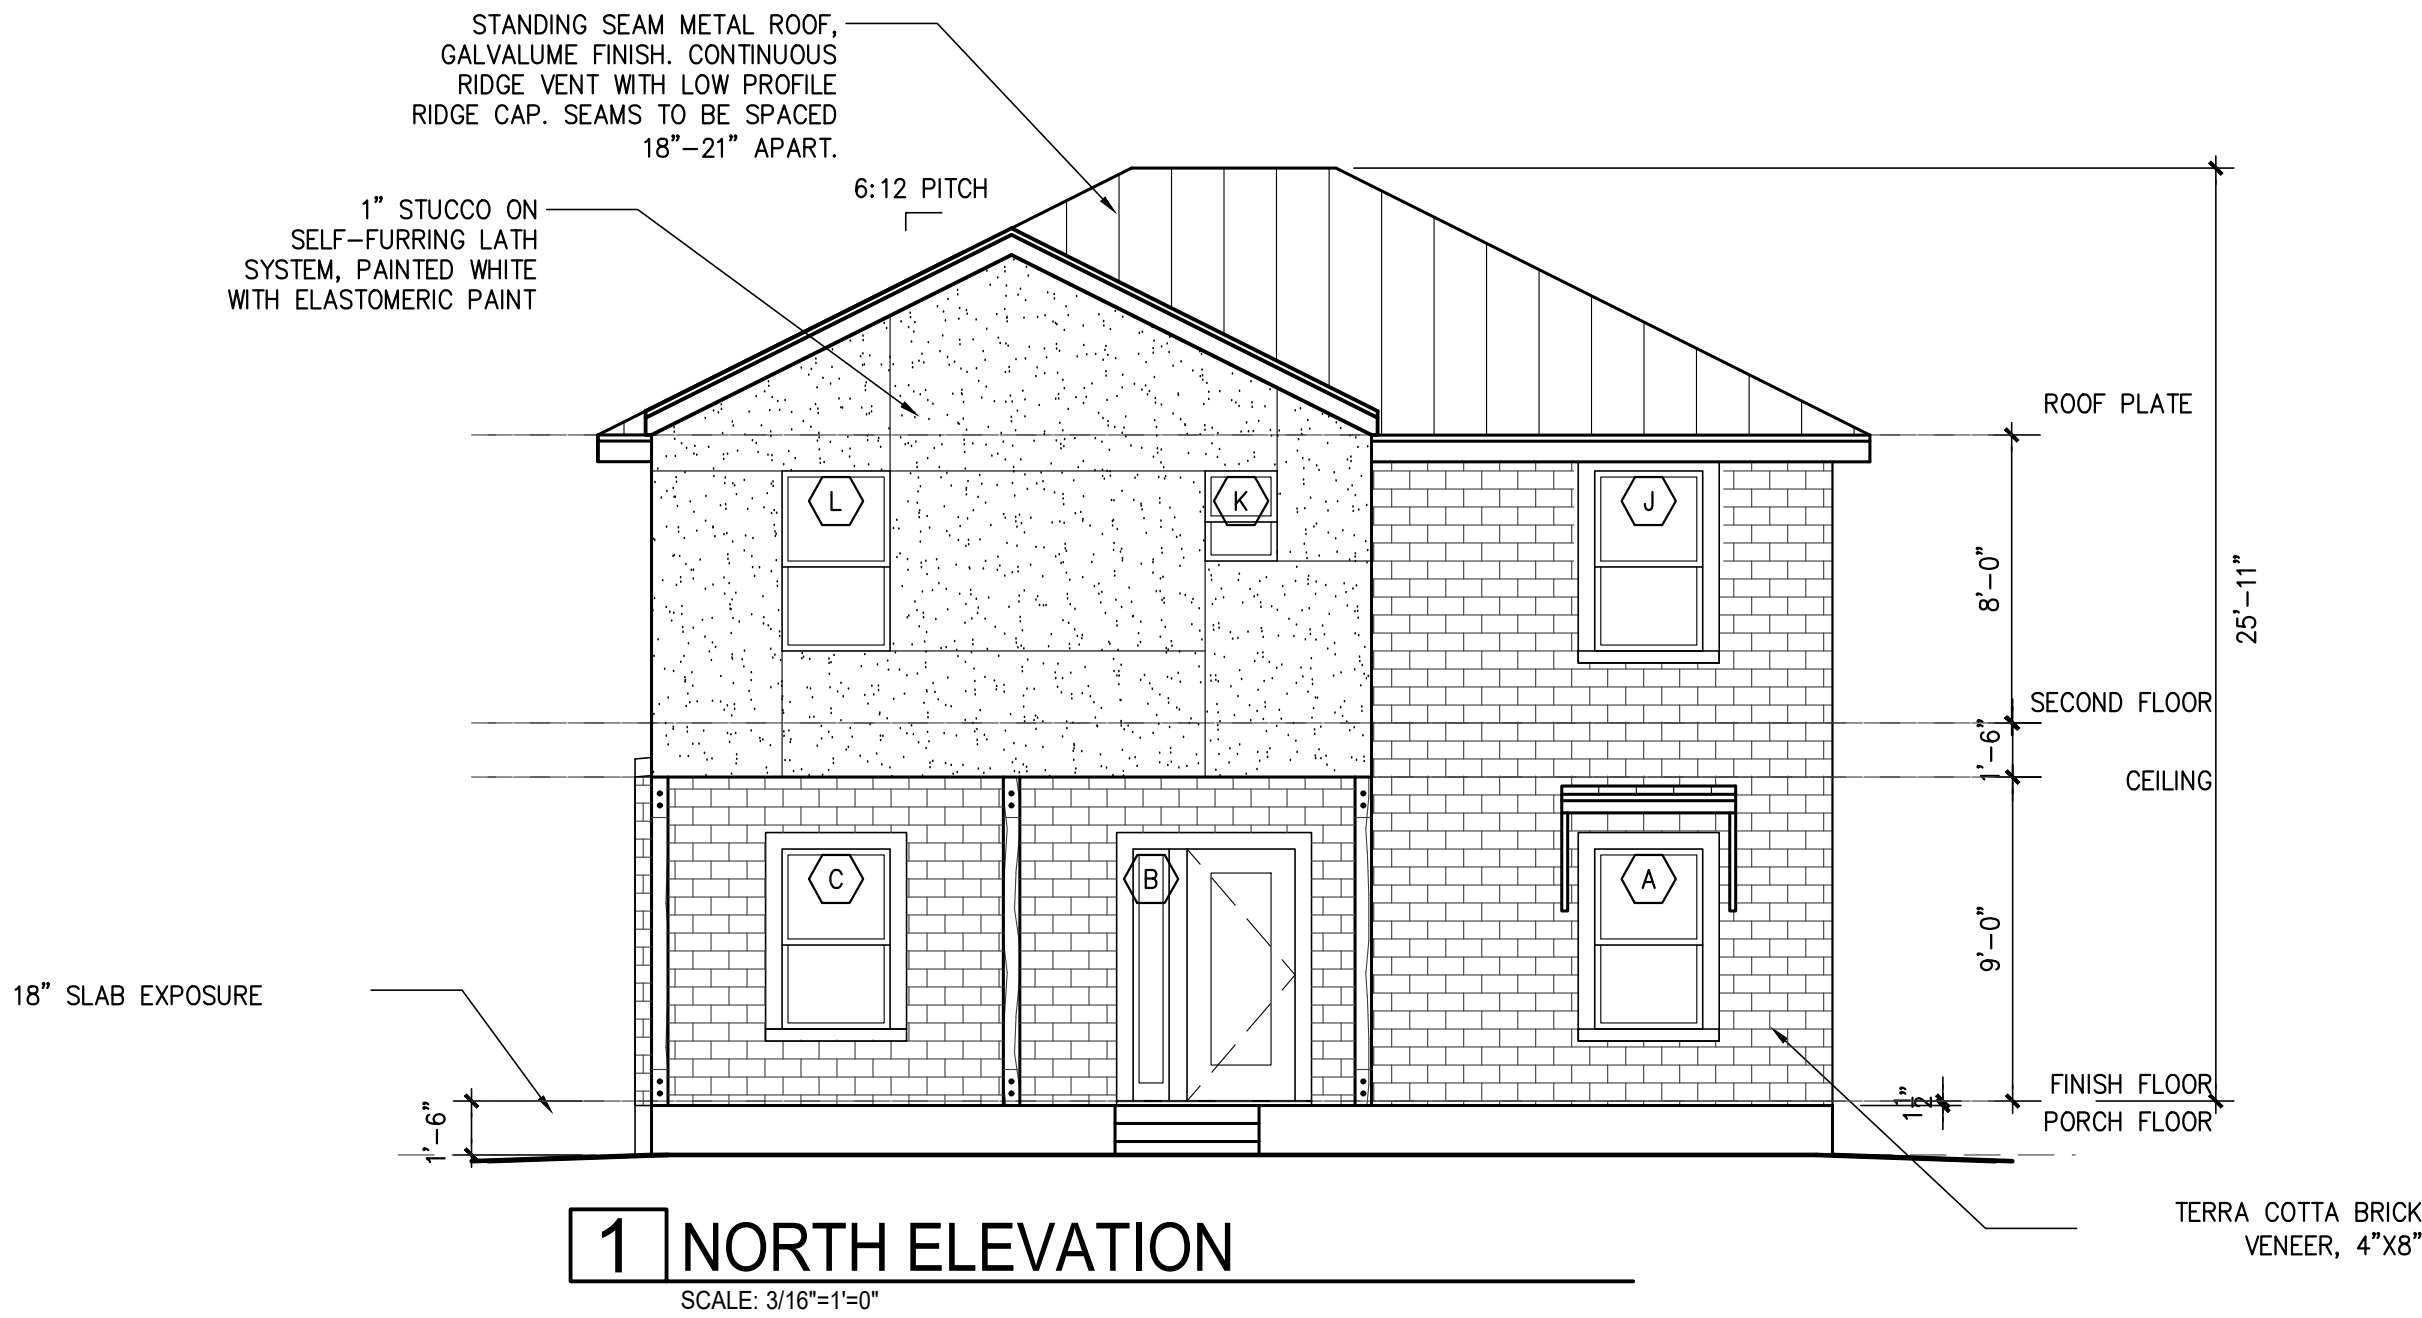 STANDING SEAM METAL ROOF,
GALVALUME FINISH. CONTINUOUS
RIDGE VENT WITH LOW PROFILE
RIDGE CAP. SEAMS TO BE SPACED
18"-21" APART.
6:12 PITCH
1" STUCCO ON
SELF-FURRING LATH
SYSTEM, PAINTED WHITE
WITH ELASTOMERIC PAINT
ROOF PLATE
L
K
J
8'-0"
25'-11"
SECOND FLOOR
1'-6"
CEILING
C
B
A
9'-0"
18" SLAB EXPOSURE
FINISH FLOOR
1 1/2"
PORCH FLOOR
1'-6"
TERRA COTTA BRICK
VENEER, 4"X8"
1 NORTH ELEVATION
SCALE: 3/16"=1'=0"